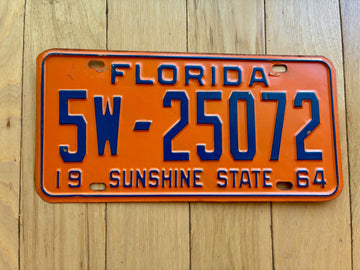 FLORIDA
5W-25072
19 SUNSHINE STATE 64